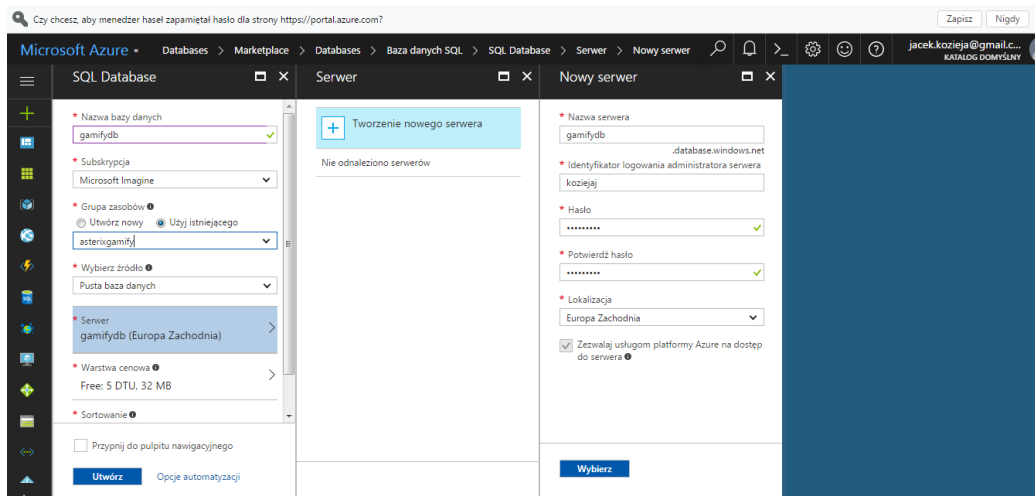 Czy chcesz, aby menedżer haseł zapamiętał hasło dla strony https://portal.azure.com?
Zapisz
Nigdy
Microsoft Azure
Databases > Marketplace > Databases > Baza danych SQL > SQL Database > Serwer > Nowy serwer
jacek.kozieja@gmail.c...
KATALOG DOMYŚLNY
SQL Database
* Nazwa bazy danych
gamifydb
* Subskrypcja
Microsoft Imagine
* Grupa zasobów
Utwórz nowy
Użyj istniejącego
asterixgamify
* Wybierz źródło
Pusta baza danych
* Serwer
gamifydb (Europa Zachodnia)
* Warstwa cenowa
Free: 5 DTU, 32 MB
* Sortowanie
Przypnij do pulpitu nawigacyjnego
Utwórz
Opcje automatyzacji
Serwer
Tworzenie nowego serwera
Nie odnaleziono serwerów
Nowy serwer
* Nazwa serwera
gamifydb
.database.windows.net
* Identyfikator logowania administratora serwera
koziejaj
* Hasło
•••••••••
* Potwierdź hasło
•••••••••
* Lokalizacja
Europa Zachodnia
Zezwalaj usługom platformy Azure na dostęp
do serwera
Wybierz